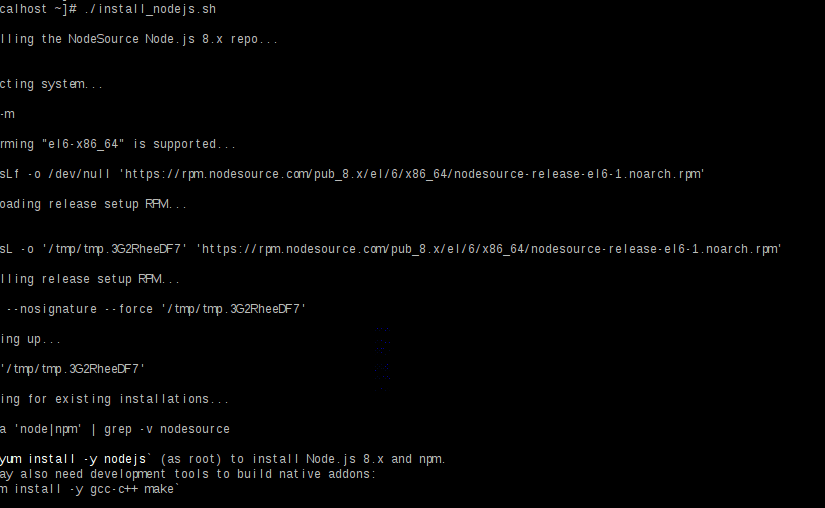 calhost ~]# ./install_nodejs.sh
lling the NodeSource Node.js 8.x repo...
cting system...
-m
rming "el6-x86_64" is supported...
sLf -o /dev/null 'https://rpm.nodesource.com/pub_8.x/el/6/x86_64/nodesource-release-el6-1.noarch.rpm'
oading release setup RPM...
sL -o '/tmp/tmp.3G2RheeDF7' 'https://rpm.nodesource.com/pub_8.x/el/6/x86_64/nodesource-release-el6-1.noarch.rpm'
lling release setup RPM...
--nosignature --force '/tmp/tmp.3G2RheeDF7'
ing up...
'/tmp/tmp.3G2RheeDF7'
ing for existing installations...
a 'node|npm' | grep -v nodesource
yum install -y nodejs` (as root) to install Node.js 8.x and npm.
ay also need development tools to build native addons:
m install -y gcc-c++ make`